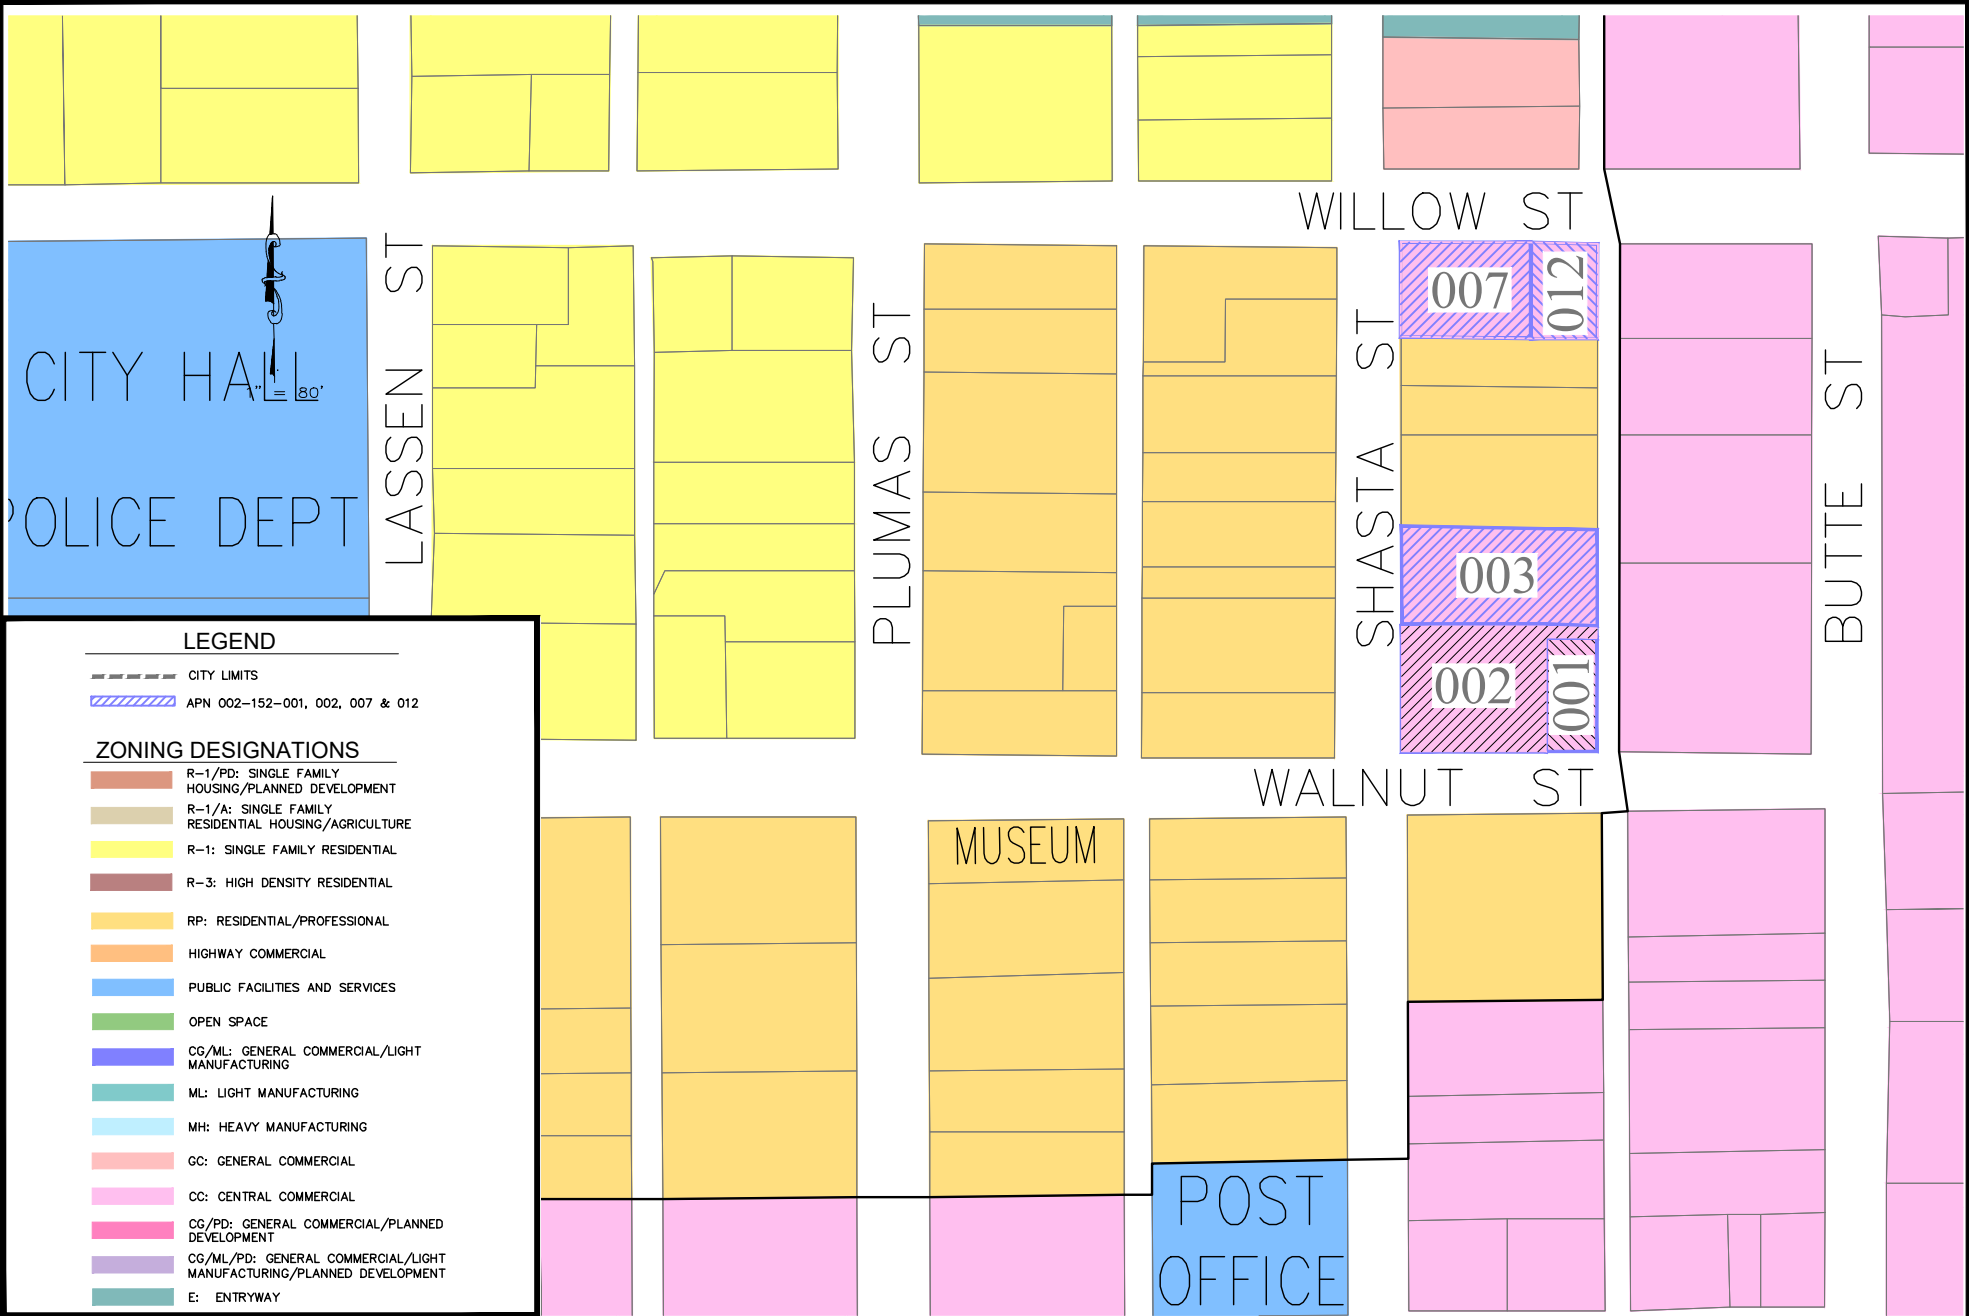 WILLOW ST
007
012
LASSEN ST
PLUMAS ST
SHASTA ST
BUTTE ST
CITY HALL
1" = 80'
POLICE DEPT
003
002
001
WALNUT ST
MUSEUM
POST
OFFICE
LEGEND
CITY LIMITS
APN 002-152-001, 002, 007 & 012
ZONING DESIGNATIONS
R-1/PD: SINGLE FAMILY
HOUSING/PLANNED DEVELOPMENT
R-1/A: SINGLE FAMILY
RESIDENTIAL HOUSING/AGRICULTURE
R-1: SINGLE FAMILY RESIDENTIAL
R-3: HIGH DENSITY RESIDENTIAL
RP: RESIDENTIAL/PROFESSIONAL
HIGHWAY COMMERCIAL
PUBLIC FACILITIES AND SERVICES
OPEN SPACE
CG/ML: GENERAL COMMERCIAL/LIGHT
MANUFACTURING
ML: LIGHT MANUFACTURING
MH: HEAVY MANUFACTURING
GC: GENERAL COMMERCIAL
CC: CENTRAL COMMERCIAL
CG/PD: GENERAL COMMERCIAL/PLANNED
DEVELOPMENT
CG/ML/PD: GENERAL COMMERCIAL/LIGHT
MANUFACTURING/PLANNED DEVELOPMENT
E: ENTRYWAY